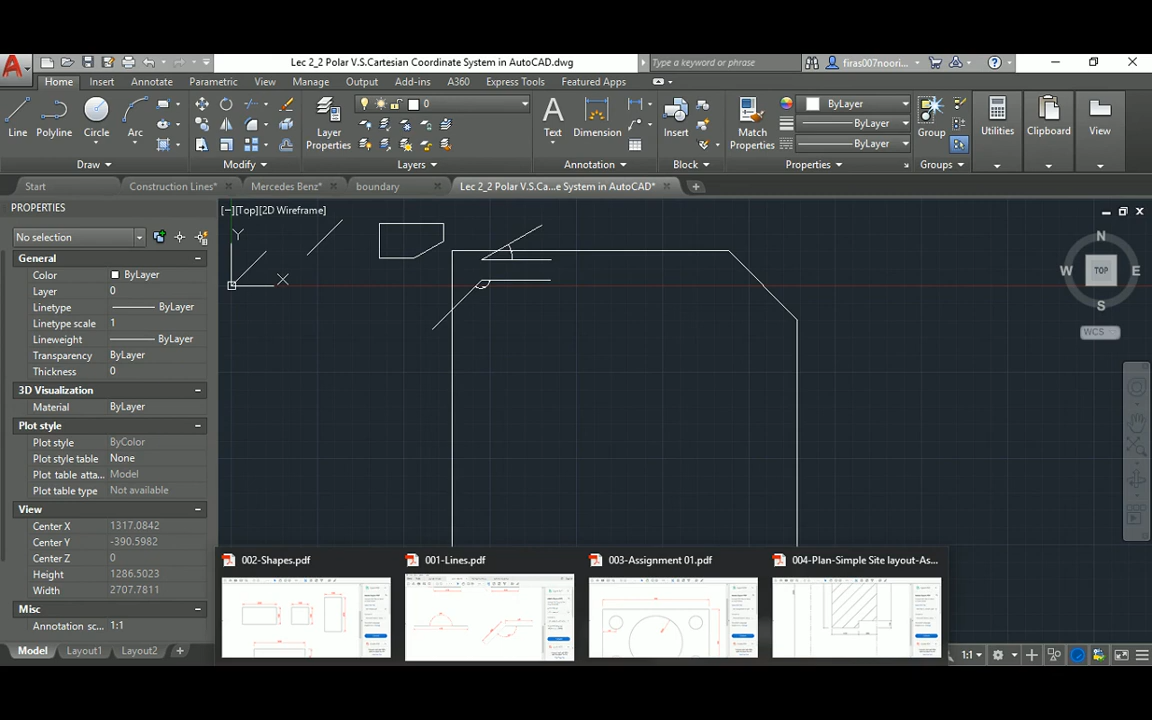 Lec 2_2 Polar V.S.Cartesian Coordinate System in AutoCAD.dwg
Type a keyword or phrase
firas007noori...
Home
Insert
Annotate
Parametric
View
Manage
Output
Add-ins
A360
Express Tools
Featured Apps
Line
Polyline
Circle
Arc
Layer
Properties
0
Text
Dimension
Insert
Match
Properties
ByLayer
ByLayer
ByLayer
Group
Utilities
Clipboard
View
Draw
Modify
Layers
Annotation
Block
Properties
Groups
Start
Construction Lines*
Mercedes Benz*
boundary
Lec 2_2 Polar V.S.Ca...e System in AutoCAD*
PROPERTIES
[−][Top][2D Wireframe]
No selection
General
Color ByLayer
Layer 0
Linetype ByLayer
Linetype scale 1
Lineweight ByLayer
Transparency ByLayer
Thickness 0
3D Visualization
Material ByLayer
Plot style
Plot style ByColor
Plot style table None
Plot table atta... Model
Plot table type Not available
View
Center X 1317.0842
Center Y -390.5982
Center Z 0
Height 1286.5023
Width 2707.7811
Misc
Annotation sc... 1:1
Y
X
N
W TOP E
S
WCS
002-Shapes.pdf
001-Lines.pdf
003-Assignment 01.pdf
004-Plan-Simple Site layout-As...
Model
Layout1
Layout2
1:1